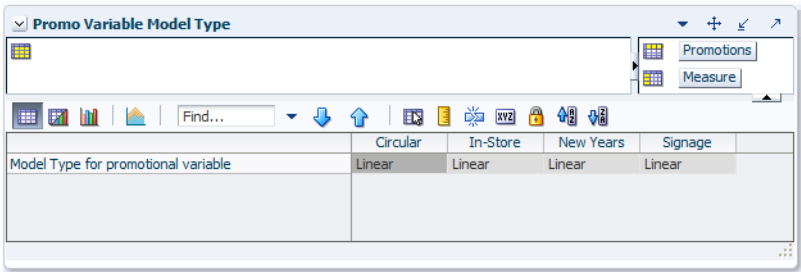 Promo Variable Model Type
Promotions
Measure
Find...
XYZ
A
Z
Z
A
Circular In-Store New Years Signage
Model Type for promotional variable Linear Linear Linear Linear